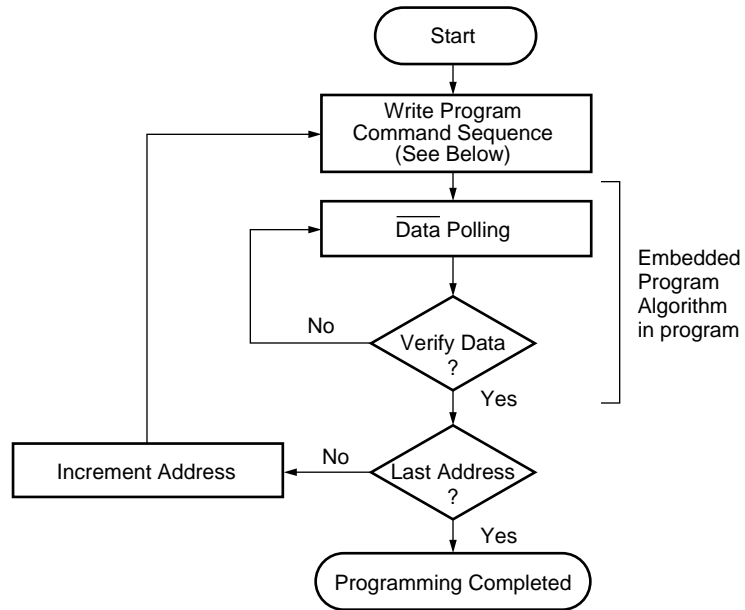 Start
Write Program
Command Sequence
(See Below)
Data Polling
Embedded
Program
Algorithm
in program
No
Verify Data
?
Yes
Increment Address
No
Last Address
?
Yes
Programming Completed